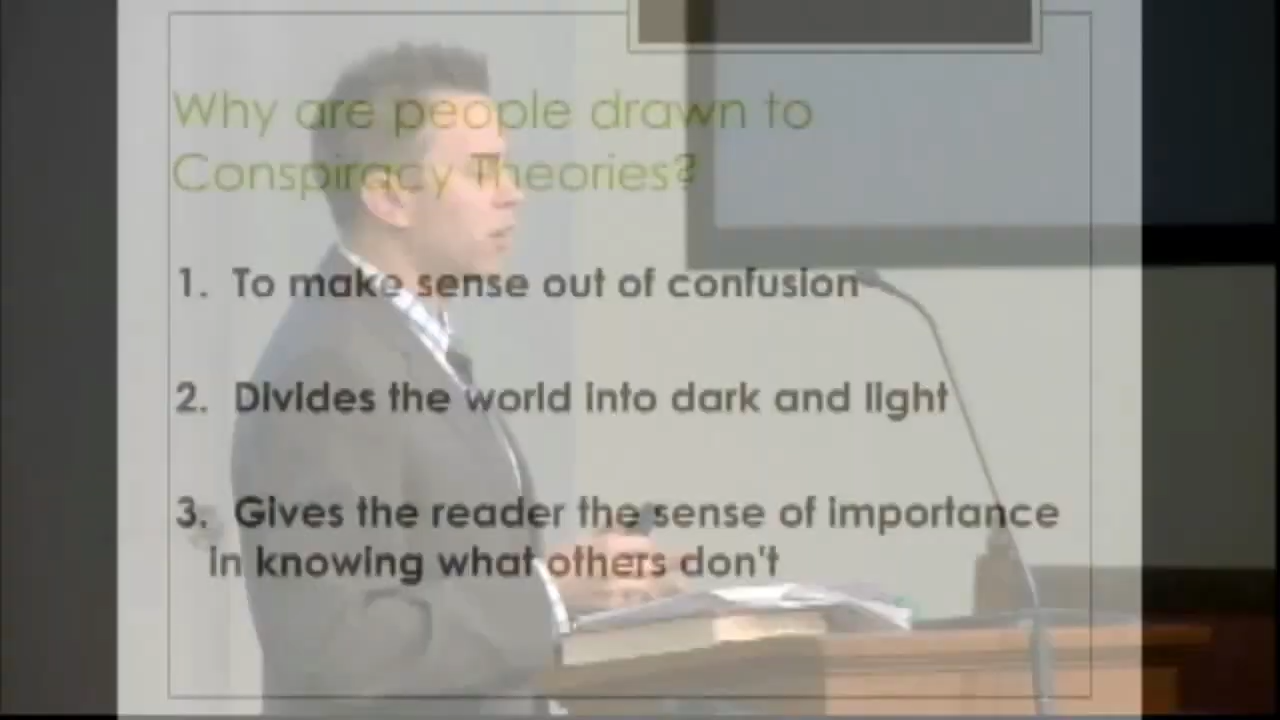 Why are people drawn to
Conspiracy Theories?
1. To make sense out of confusion
2. Divides the world into dark and light
3. Gives the reader the sense of importance
in knowing what others don't